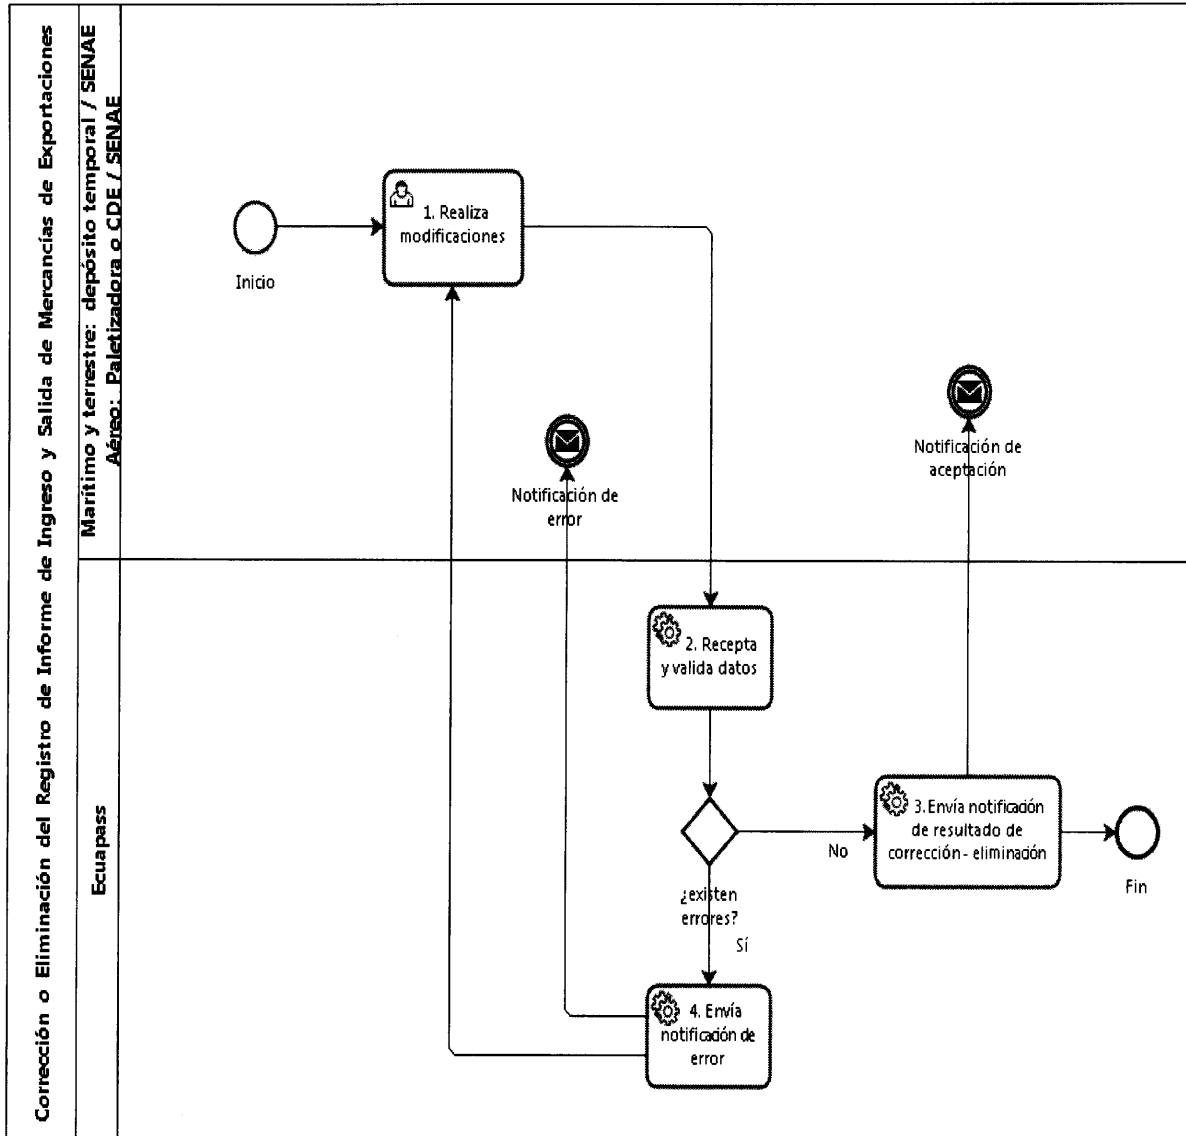 Corrección o Eliminación del Registro de Informe de Ingreso y Salida de Mercancías de Exportaciones
Marítimo y terrestre: depósito temporal / SENAE
Aéreo: Paletizadora o CDE / SENAE
Inicio
1. Realiza
modificaciones
Notificación de
error
Notificación de
aceptación
Ecuapass
2. Recepta
y valida datos
¿existen
errores?
No
Sí
3. Envía notificación
de resultado de
corrección - eliminación
Fin
4. Envía
notificación de
error